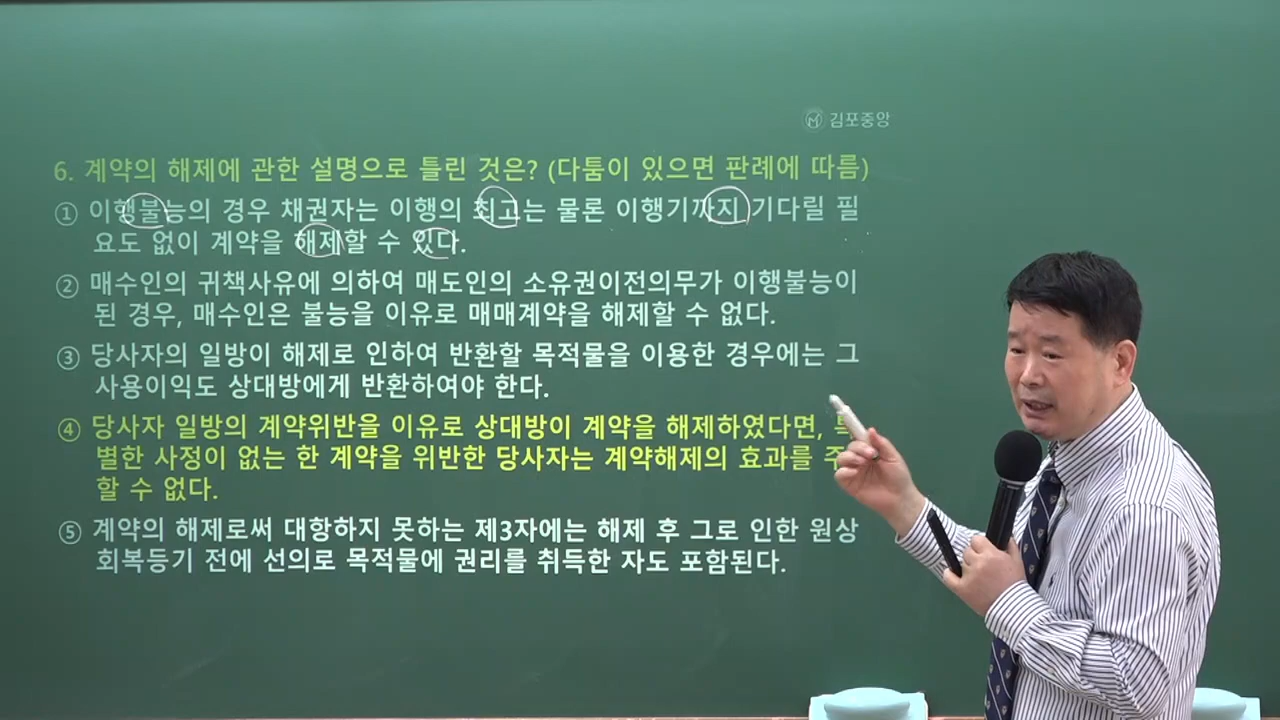 김포중앙
6. 계약의 해제에 관한 설명으로 틀린 것은? (다툼이 있으면 판례에 따름)
① 이행불능의 경우 채권자는 이행의 최고는 물론 이행기까지 기다릴 필
요도 없이 계약을 해제할 수 있다.
② 매수인의 귀책사유에 의하여 매도인의 소유권이전의무가 이행불능이
된 경우, 매수인은 불능을 이유로 매매계약을 해제할 수 없다.
③ 당사자의 일방이 해제로 인하여 반환할 목적물을 이용한 경우에는 그
사용이익도 상대방에게 반환하여야 한다.
④ 당사자 일방의 계약위반을 이유로 상대방이 계약을 해제하였다면,
별한 사정이 없는 한 계약을 위반한 당사자는 계약해제의 효과를
할 수 없다.
⑤ 계약의 해제로써 대항하지 못하는 제3자에는 해제 후 그로 인한 원상
회복등기 전에 선의로 목적물에 권리를 취득한 자도 포함된다.